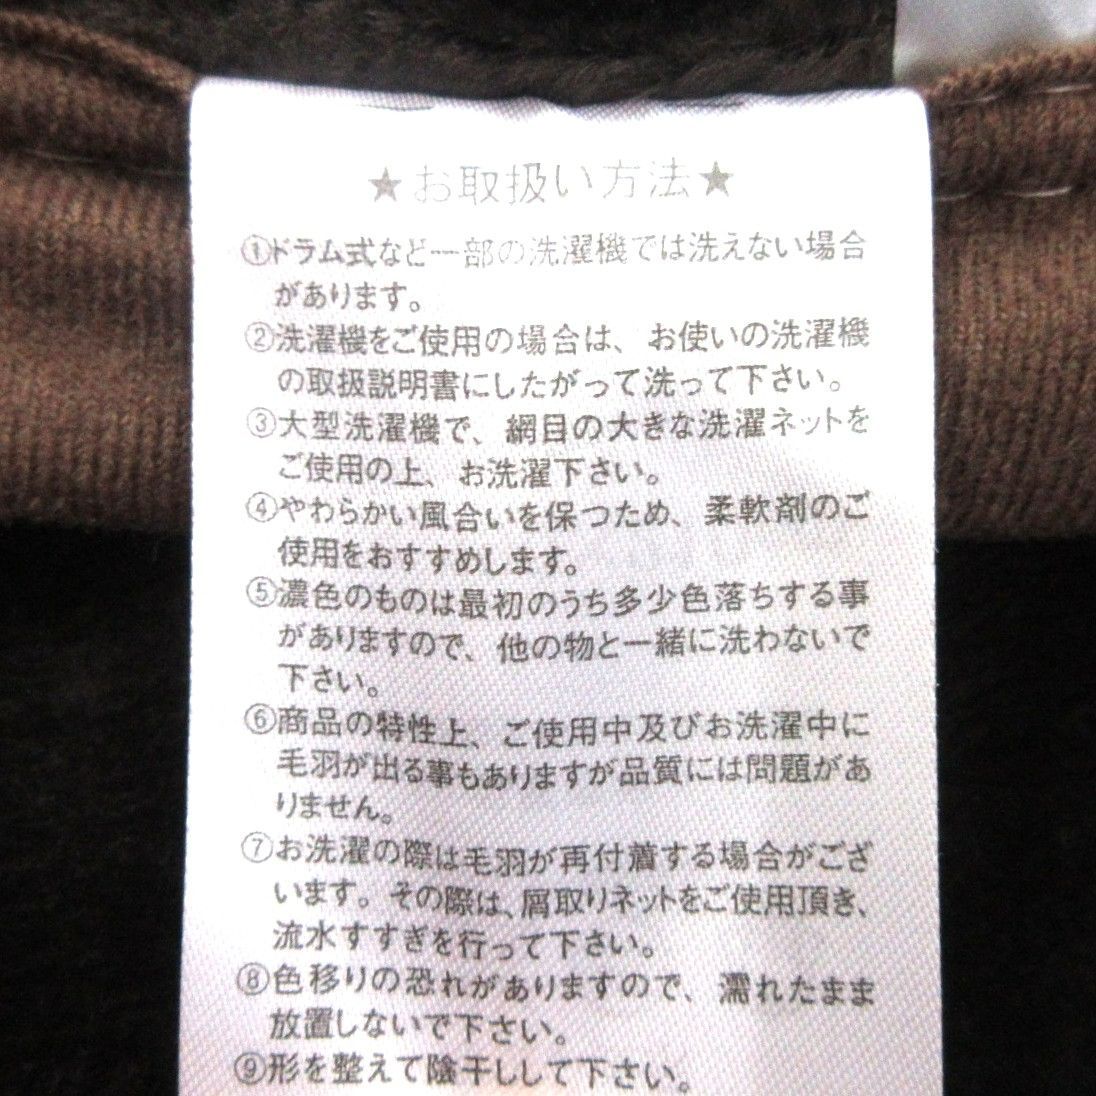 ★お取扱い方法★
①ドラム式など一部の洗濯機では洗えない場合
があります。
②洗濯機をご使用の場合は、お使いの洗濯機
の取扱説明書にしたがって洗って下さい。
③大型洗濯機で、網目の大きな洗濯ネットを
ご使用の上、お洗濯下さい。
④やわらかい風合いを保つため、柔軟剤のご
使用をおすすめします。
⑤濃色のものは最初のうち多少色落ちする事
がありますので、他の物と一緒に洗わないで
下さい。
⑥商品の特性上、ご使用中及びお洗濯中に
毛羽が出る事もありますが品質には問題があ
りません。
⑦お洗濯の際は毛羽が再付着する場合がござ
います。その際は、屑取りネットをご使用頂き、
流水すすぎを行って下さい。
⑧色移りの恐れがありますので、濡れたまま
放置しないで下さい。
⑨形を整えて陰干しして下さい。